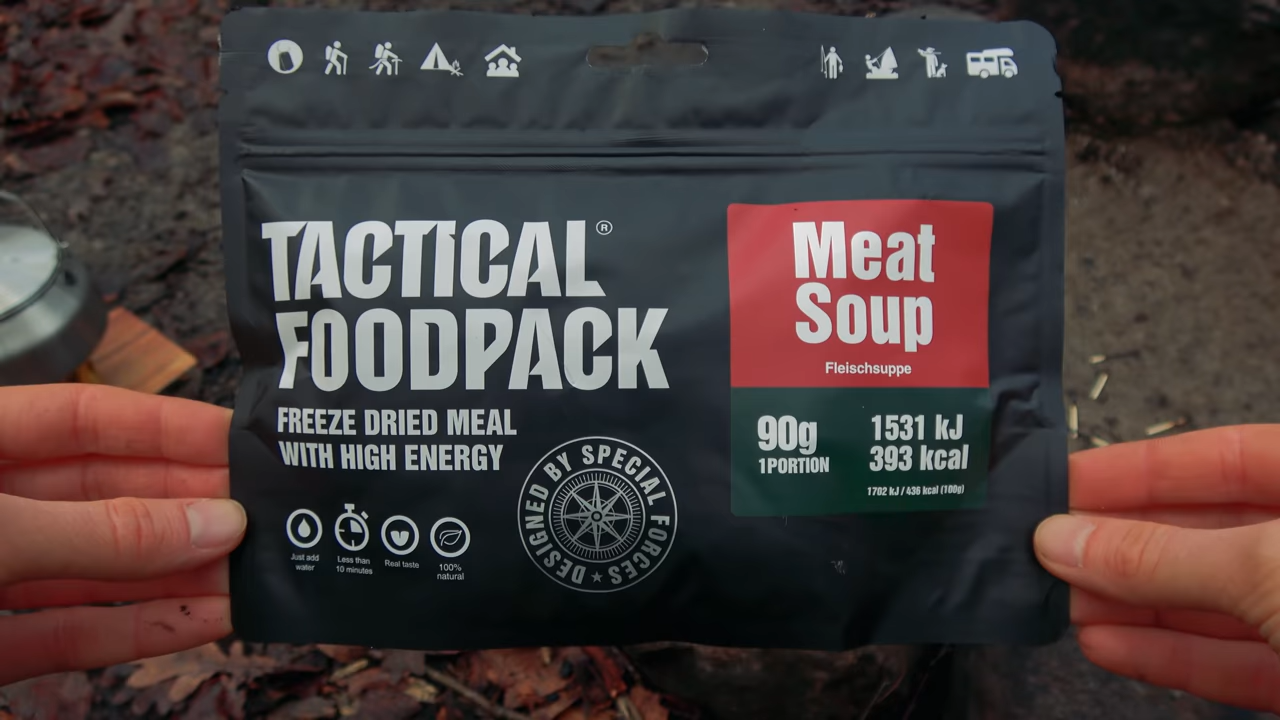 TACTICAL®
FOODPACK
FREEZE DRIED MEAL
WITH HIGH ENERGY
Just add
water
Less than
10 minutes
Real taste
100%
natural
DESIGNED BY SPECIAL FORCES
Meat
Soup
Fleischsuppe
90g
1PORTION
1531 kJ
393 kcal
1702 kJ / 436 kcal (100g)